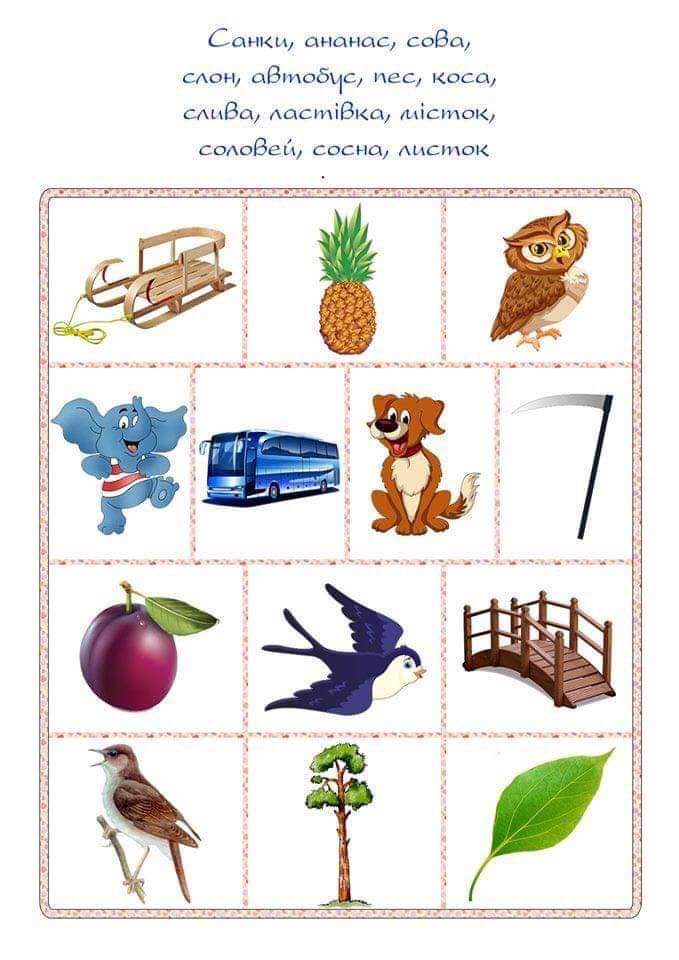 Санки, ананас, сова,
слон, автобус, пес, коса,
слива, ластівка, місток,
соловей, сосна, листок